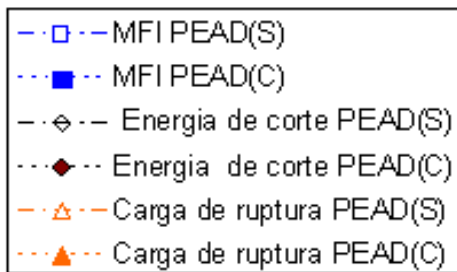 MFI PEAD(S)
MFI PEAD(C)
Energia de corte PEAD(S)
Energia de corte PEAD(C)
Carga de ruptura PEAD(S)
Carga de ruptura PEAD(C)